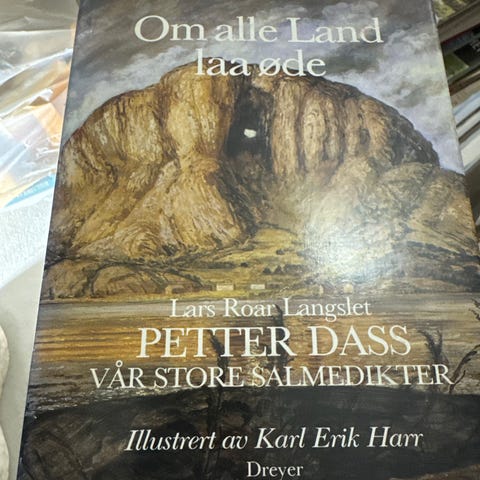 Om alle Land
laa øde
Lars Roar Langslet
PETTER DASS
VÅR STORE SALMEDIKTER
Illustrert av Karl Erik Harr
Dreyer